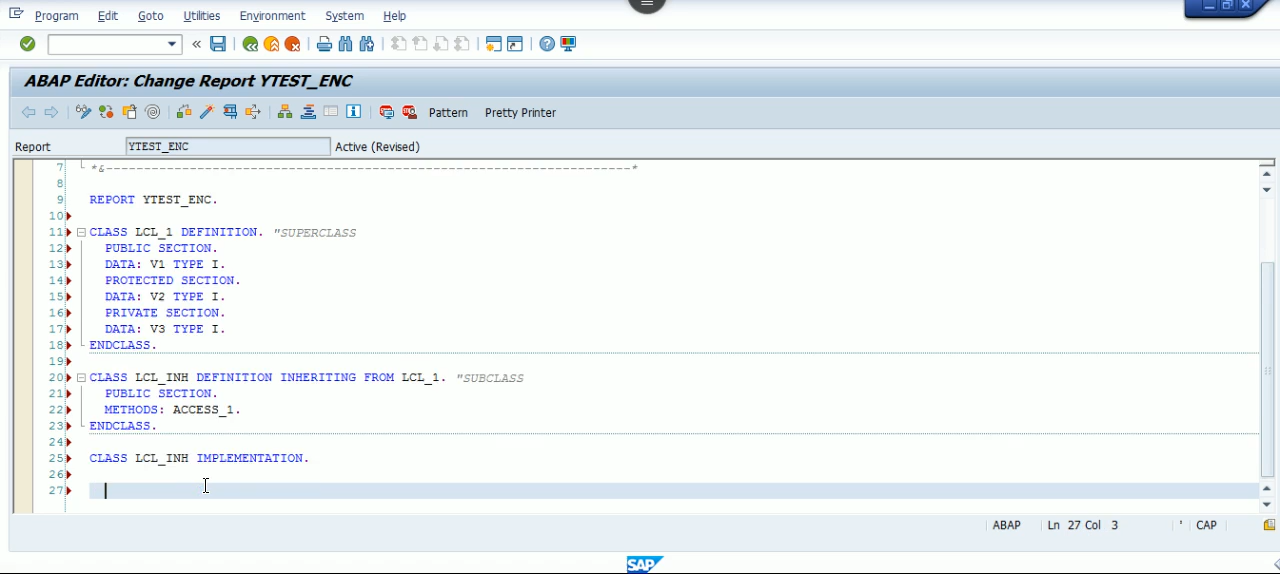 Program Edit Goto Utilities Environment System Help
«
ABAP Editor: Change Report YTEST_ENC
Pattern Pretty Printer
Report YTEST_ENC Active (Revised)
7 *&---------------------------------------------------------------------*
8
9 REPORT YTEST_ENC.
10
11 CLASS LCL_1 DEFINITION. "SUPERCLASS
12 PUBLIC SECTION.
13 DATA: V1 TYPE I.
14 PROTECTED SECTION.
15 DATA: V2 TYPE I.
16 PRIVATE SECTION.
17 DATA: V3 TYPE I.
18 ENDCLASS.
19
20 CLASS LCL_INH DEFINITION INHERITING FROM LCL_1. "SUBCLASS
21 PUBLIC SECTION.
22 METHODS: ACCESS_1.
23 ENDCLASS.
24
25 CLASS LCL_INH IMPLEMENTATION.
26
27
ABAP Ln 27 Col 3 ' CAP
SAP